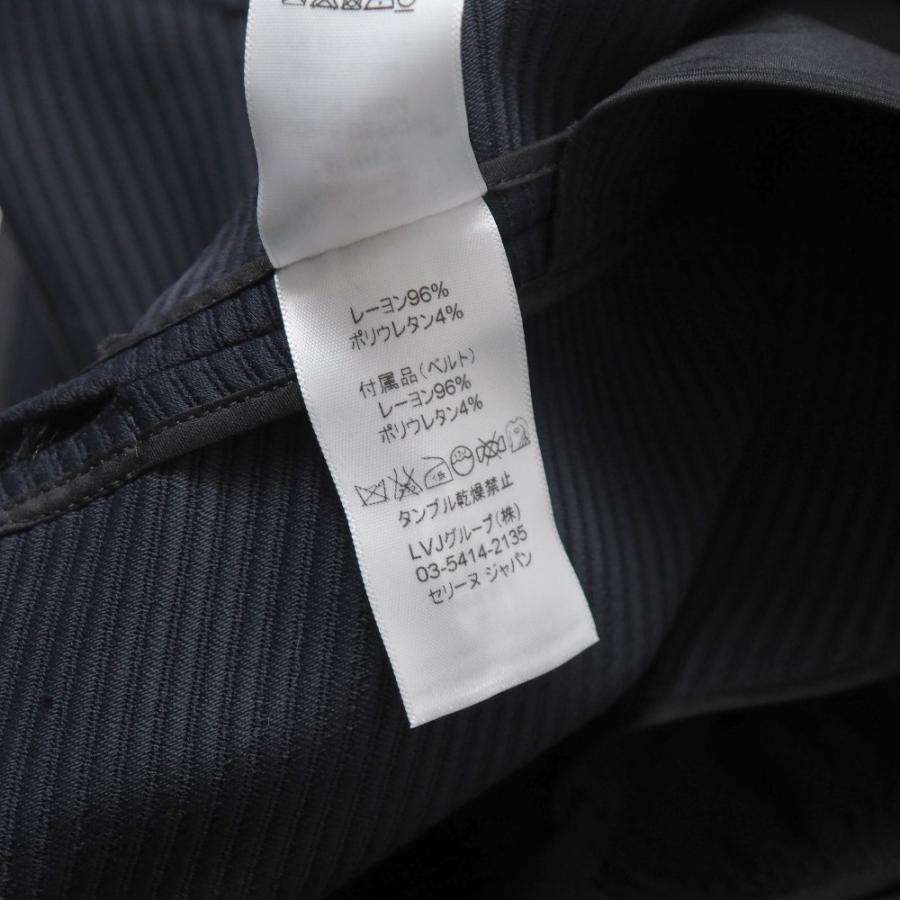 レーヨン96%
ポリウレタン4%
付属品(ベルト)
レーヨン96%
ポリウレタン4%
タンブル乾燥禁止
LVJグループ(株)
03-5414-2135
セリーヌ ジャパン